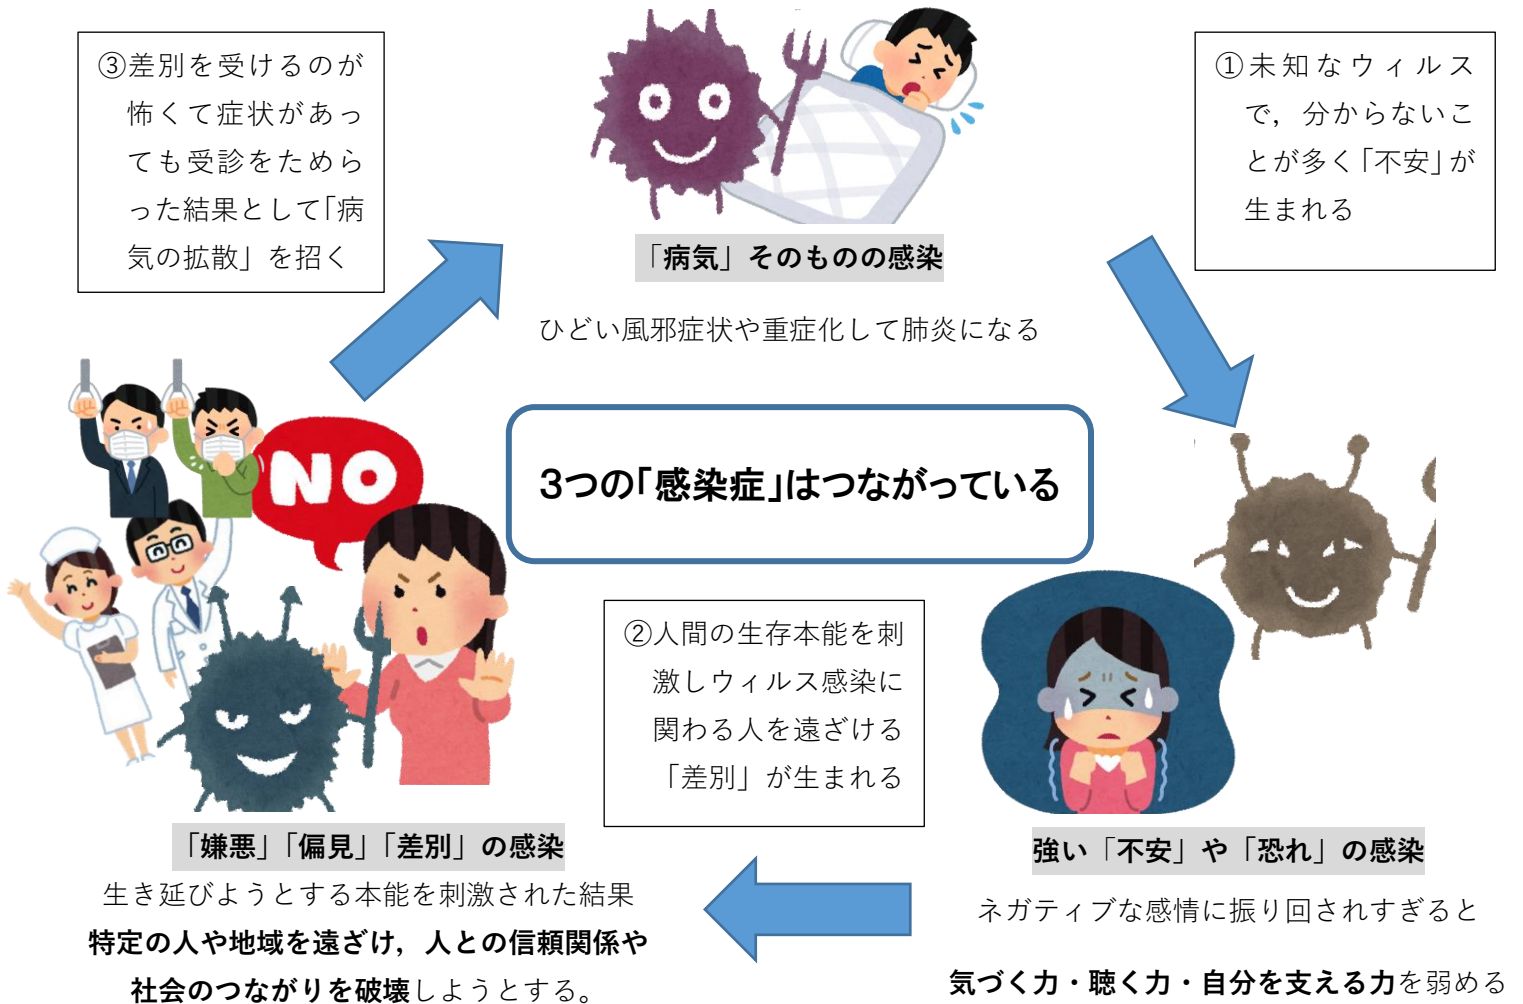 ③差別を受けるのが
怖くて症状があっ
ても受診をためら
った結果として「病
気の拡散」を招く
①未知なウィルス
で，分からないこ
とが多く「不安」が
生まれる
「病気」そのものの感染
ひどい風邪症状や重症化して肺炎になる
NO
3つの「感染症」はつながっている
②人間の生存本能を刺
激しウィルス感染に
関わる人を遠ざける
「差別」が生まれる
「嫌悪」「偏見」「差別」の感染
生き延びようとする本能を刺激された結果
特定の人や地域を遠ざけ，人との信頼関係や
社会のつながりを破壊しようとする。
強い「不安」や「恐れ」の感染
ネガティブな感情に振り回されすぎると
気づく力・聴く力・自分を支える力を弱める